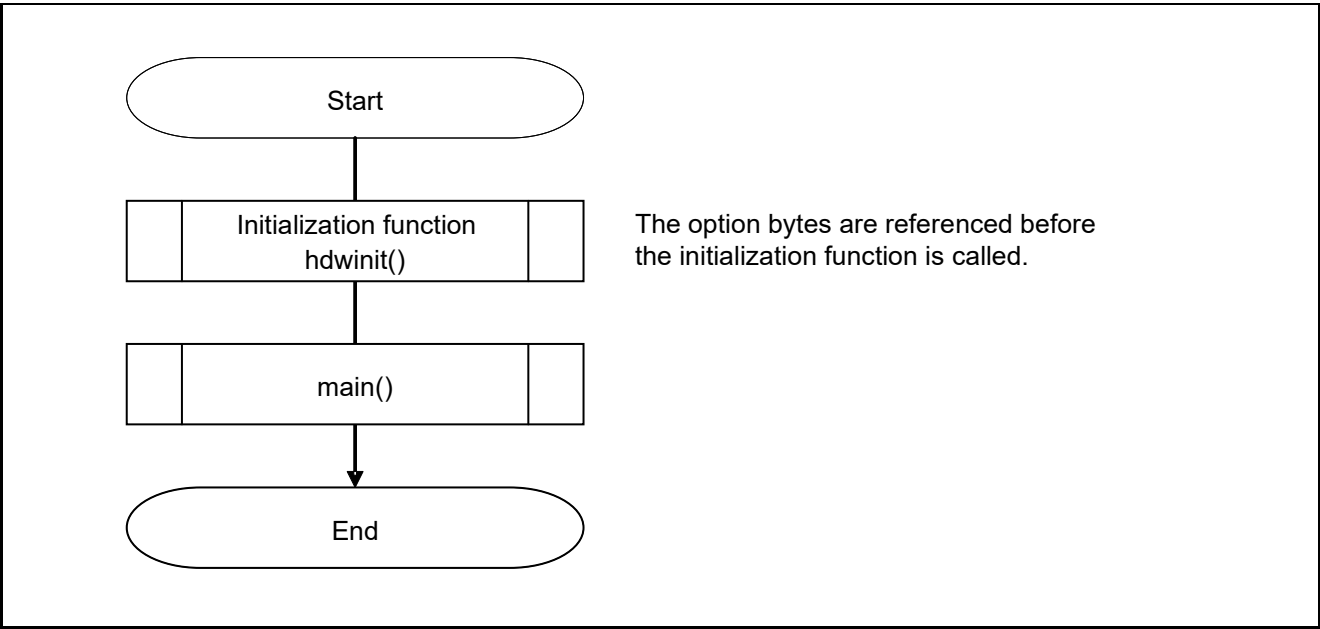 Start
Initialization function
hdwinit()
The option bytes are referenced before
the initialization function is called.
main()
End